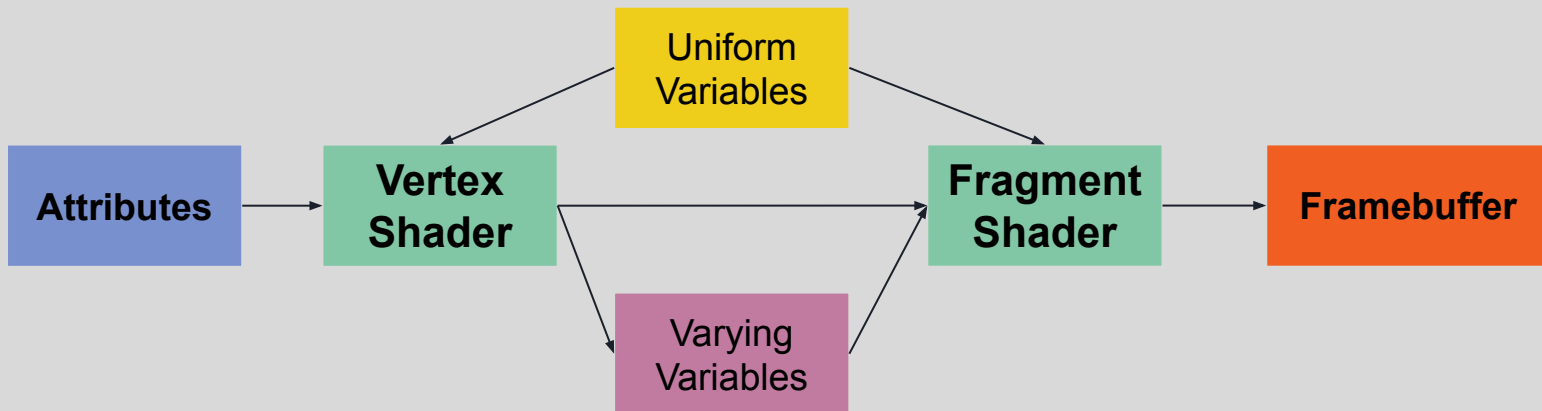 Uniform
Variables
Attributes
Vertex
Shader
Fragment
Shader
Framebuffer
Varying
Variables